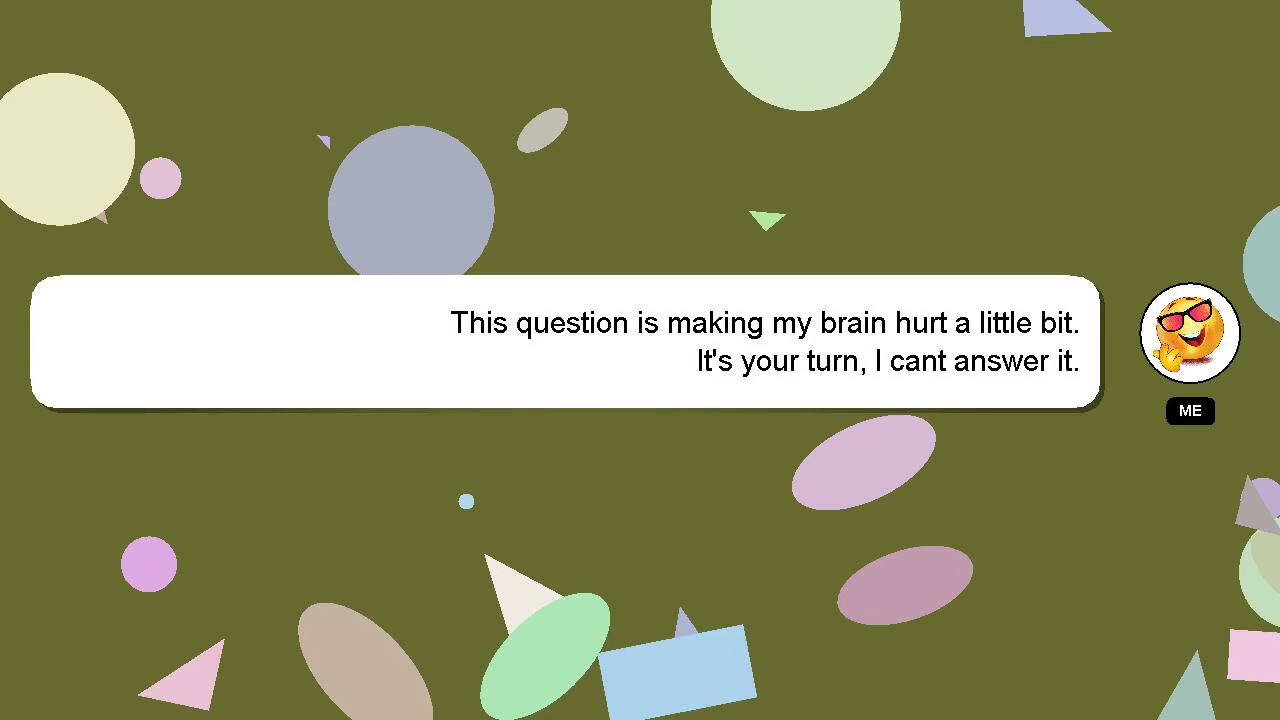 This question is making my brain hurt a little bit.
It's your turn, I cant answer it.
ME